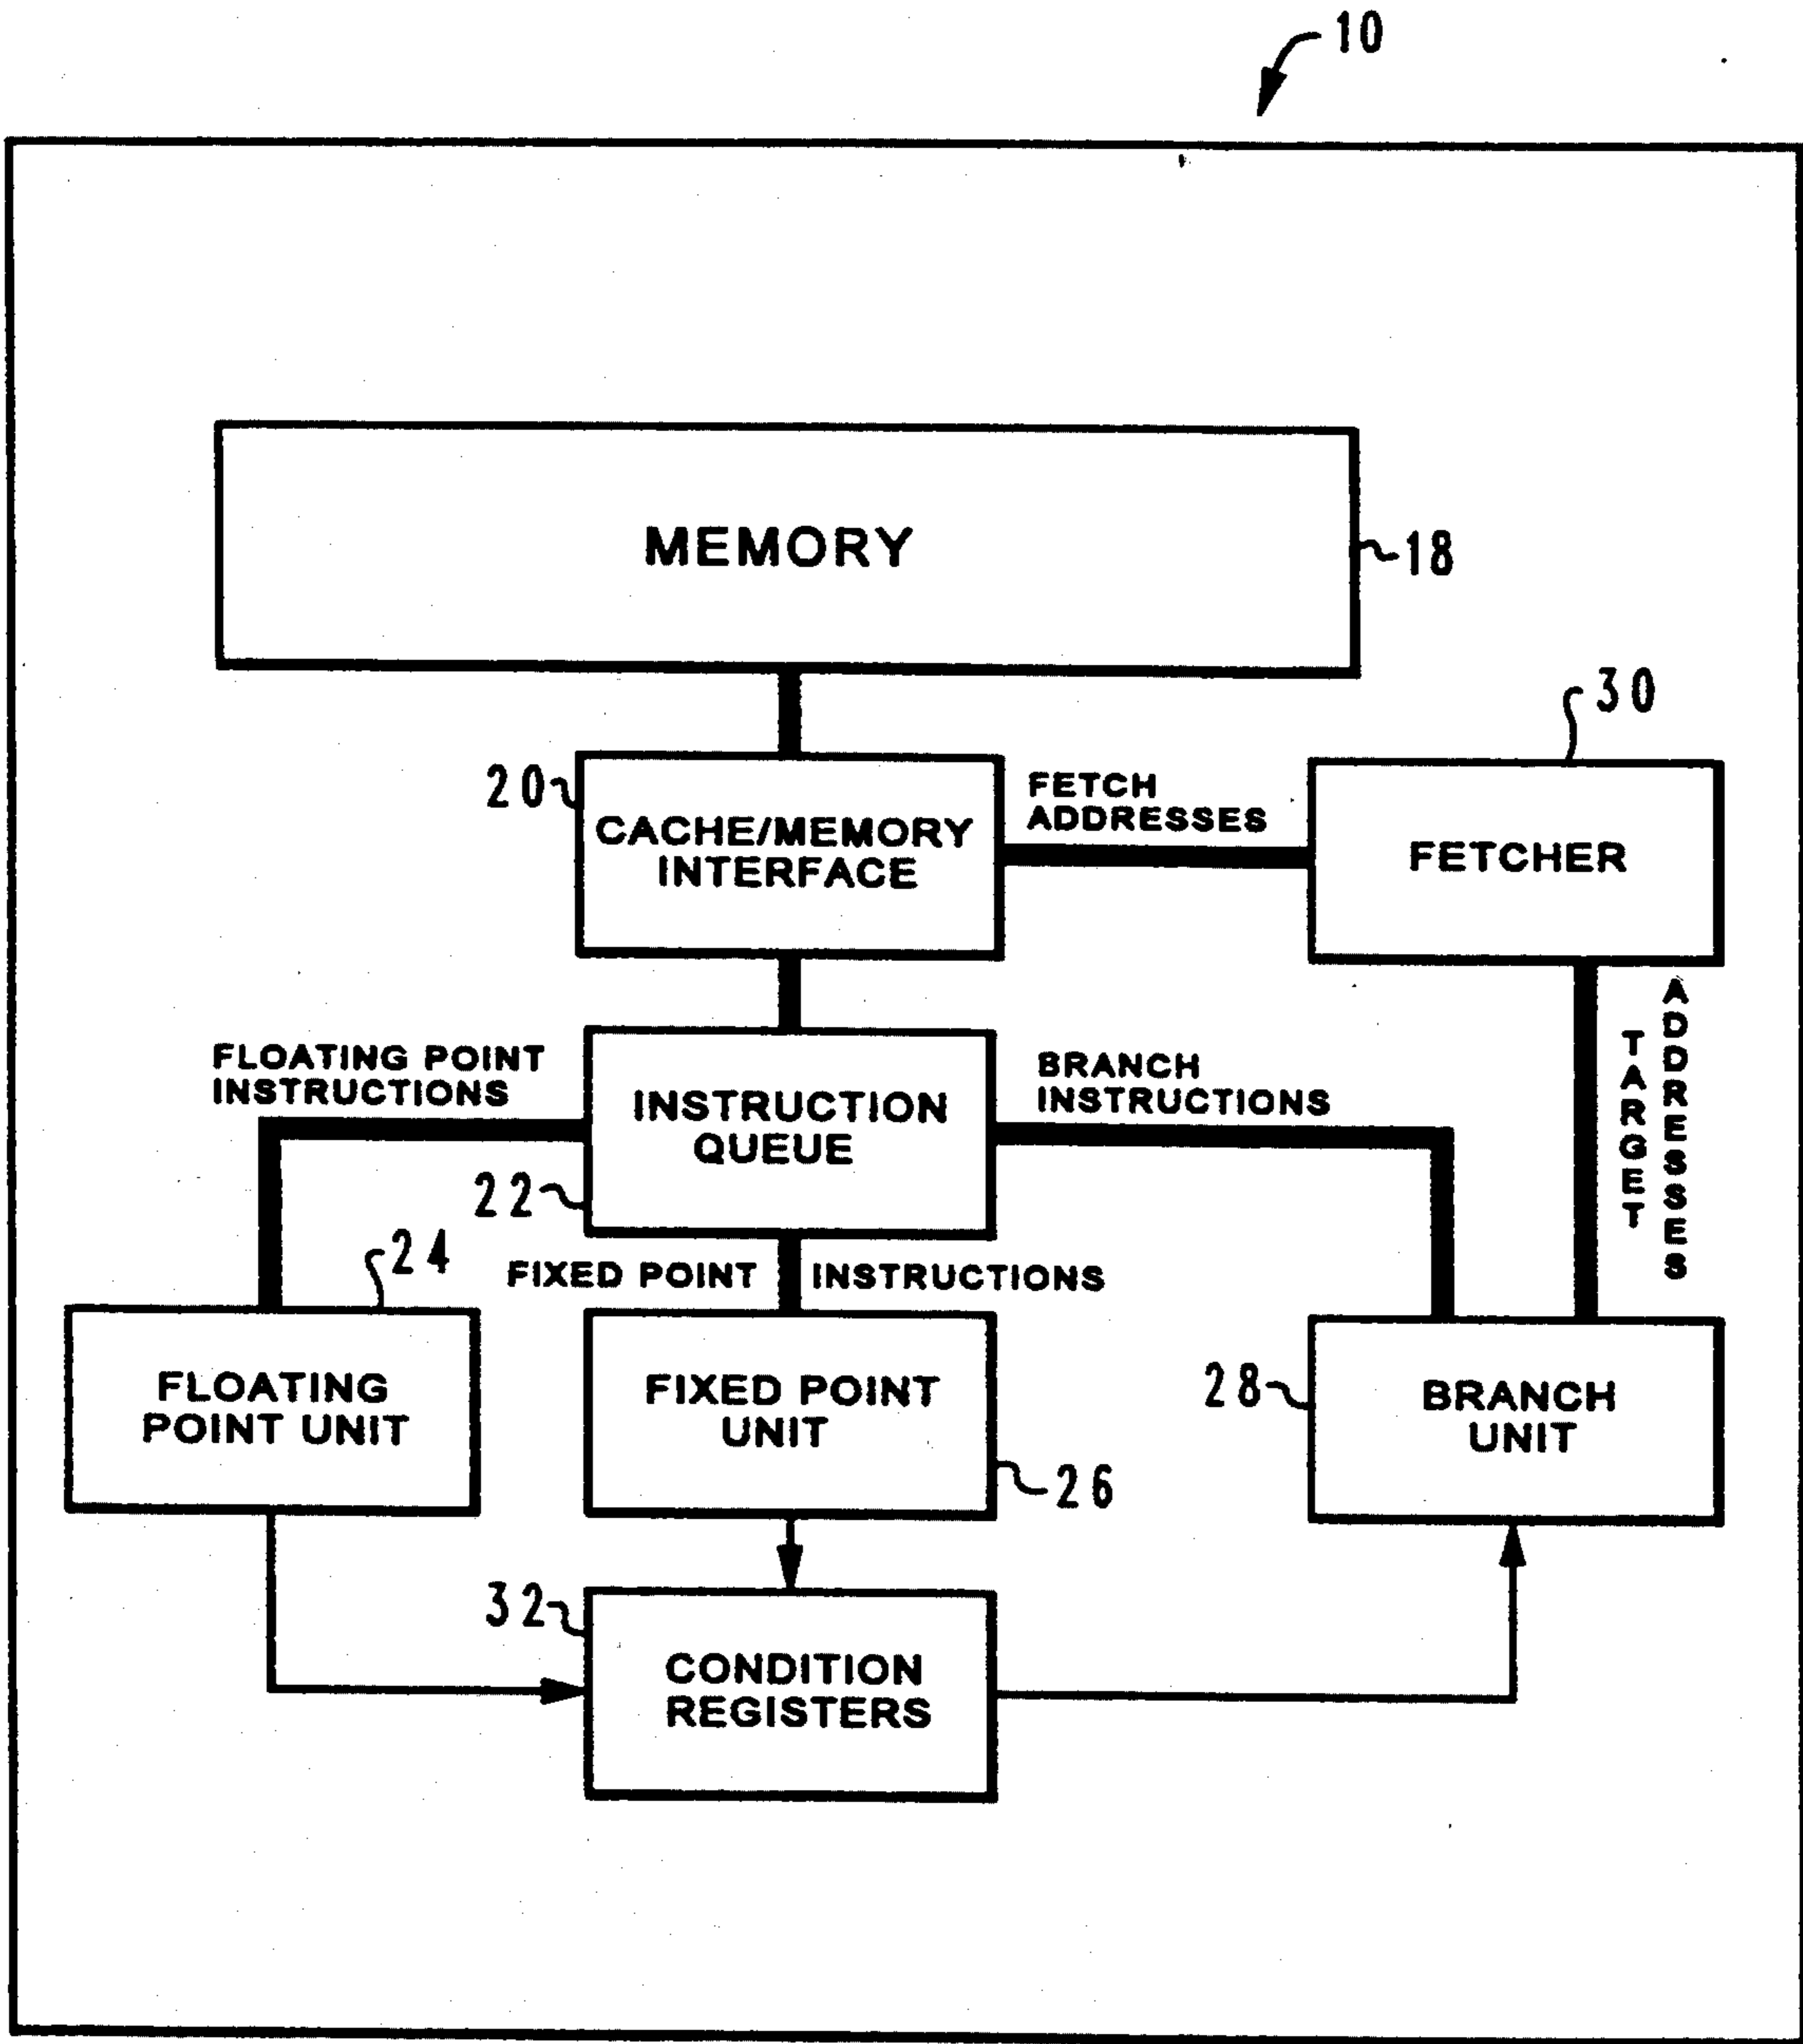 10
MEMORY
18
30
20
CACHE/MEMORY
INTERFACE
FETCH
ADDRESSES
FETCHER
FLOATING POINT
INSTRUCTIONS
INSTRUCTION
QUEUE
22
BRANCH
INSTRUCTIONS
TARGET
ADDRESSES
24
FIXED POINT INSTRUCTIONS
FLOATING
POINT UNIT
FIXED POINT
UNIT
26
28
BRANCH
UNIT
32
CONDITION
REGISTERS